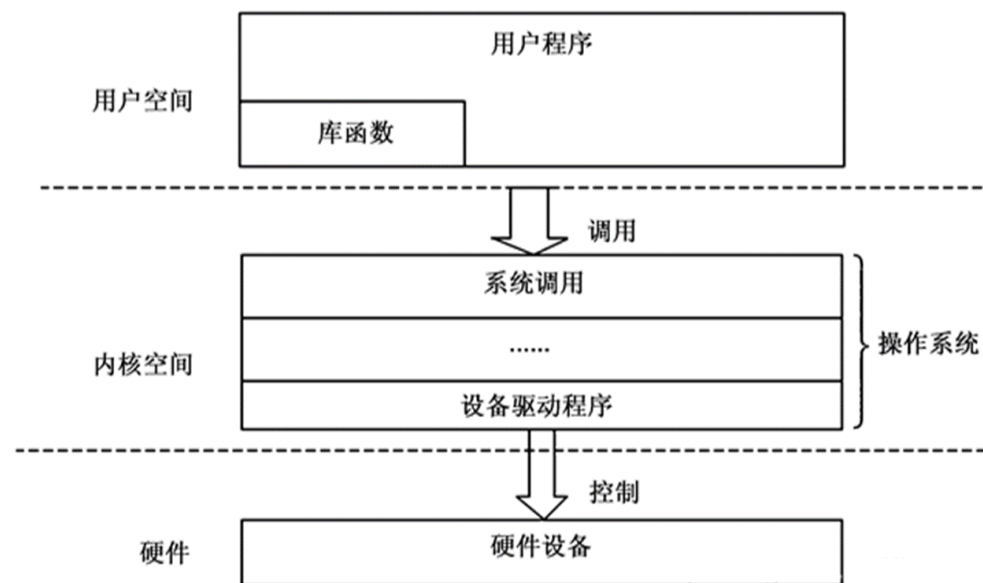 用户程序
用户空间
库函数
调用
系统调用
......
操作系统
内核空间
设备驱动程序
控制
硬件
硬件设备